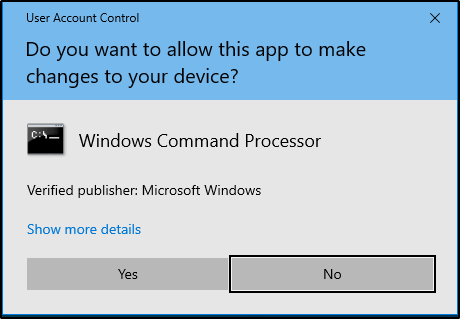 User Account Control
Do you want to allow this app to make
changes to your device?
C:\_
Windows Command Processor
Verified publisher: Microsoft Windows
Show more details
Yes
No